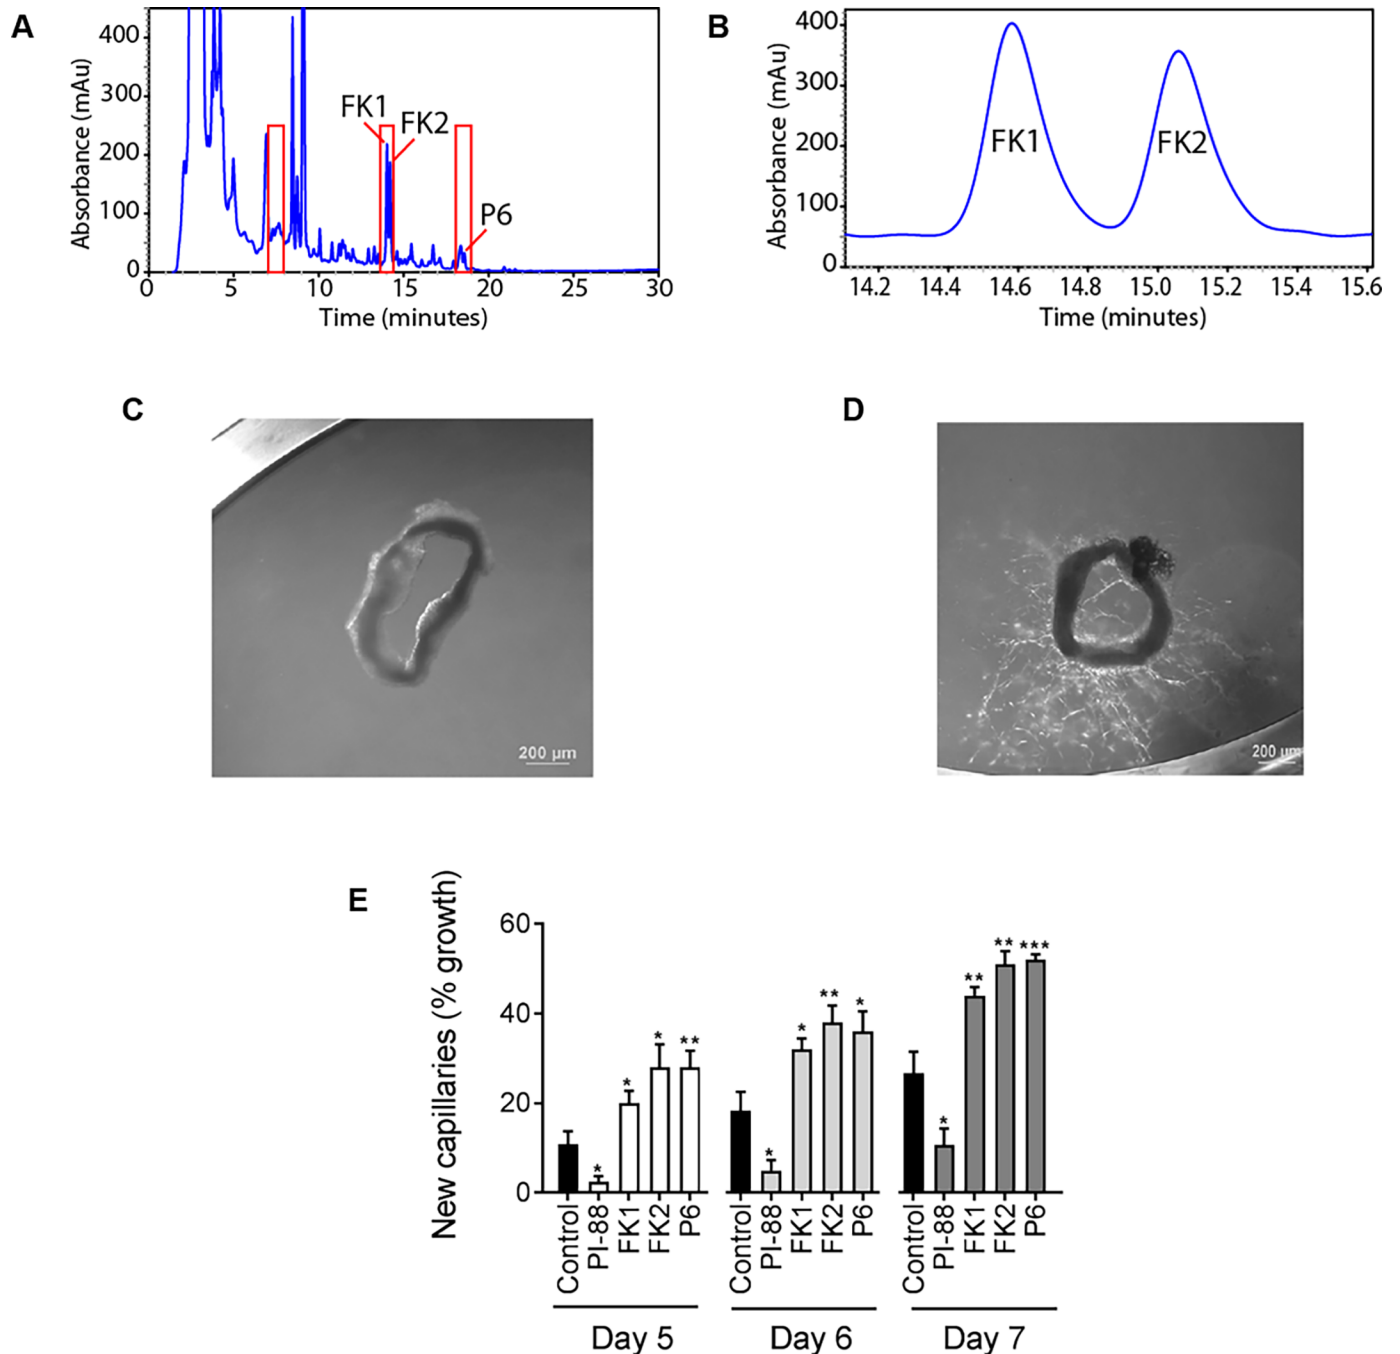 A
Absorbance (mAu)
400
300
200
100
0
FK1
FK2
P6
0 5 10 15 20 25 30
Time (minutes)
B
Absorbance (mAu)
400
300
200
100
0
FK1
FK2
14.2 14.4 14.6 14.8 15.0 15.2 15.4 15.6
Time (minutes)
C
200 µm
D
200 µm
E
New capillaries (% growth)
60
40
20
0
* * * **
* * ** *
* ** ** ***
Control PI-88 FK1 FK2 P6
Control PI-88 FK1 FK2 P6
Control PI-88 FK1 FK2 P6
Day 5
Day 6
Day 7